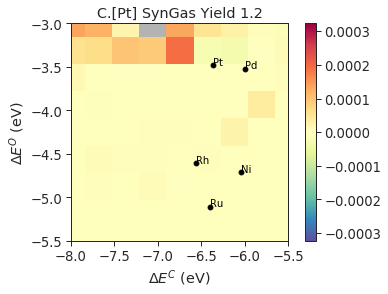 C.[Pt] SynGas Yield 1.2
−3.0
−3.5
−4.0
−4.5
−5.0
−5.5
ΔE^O (eV)
Pt
Pd
Rh
Ni
Ru
−8.0 −7.5 −7.0 −6.5 −6.0 −5.5
ΔE^C (eV)
0.0003
0.0002
0.0001
0.0000
−0.0001
−0.0002
−0.0003